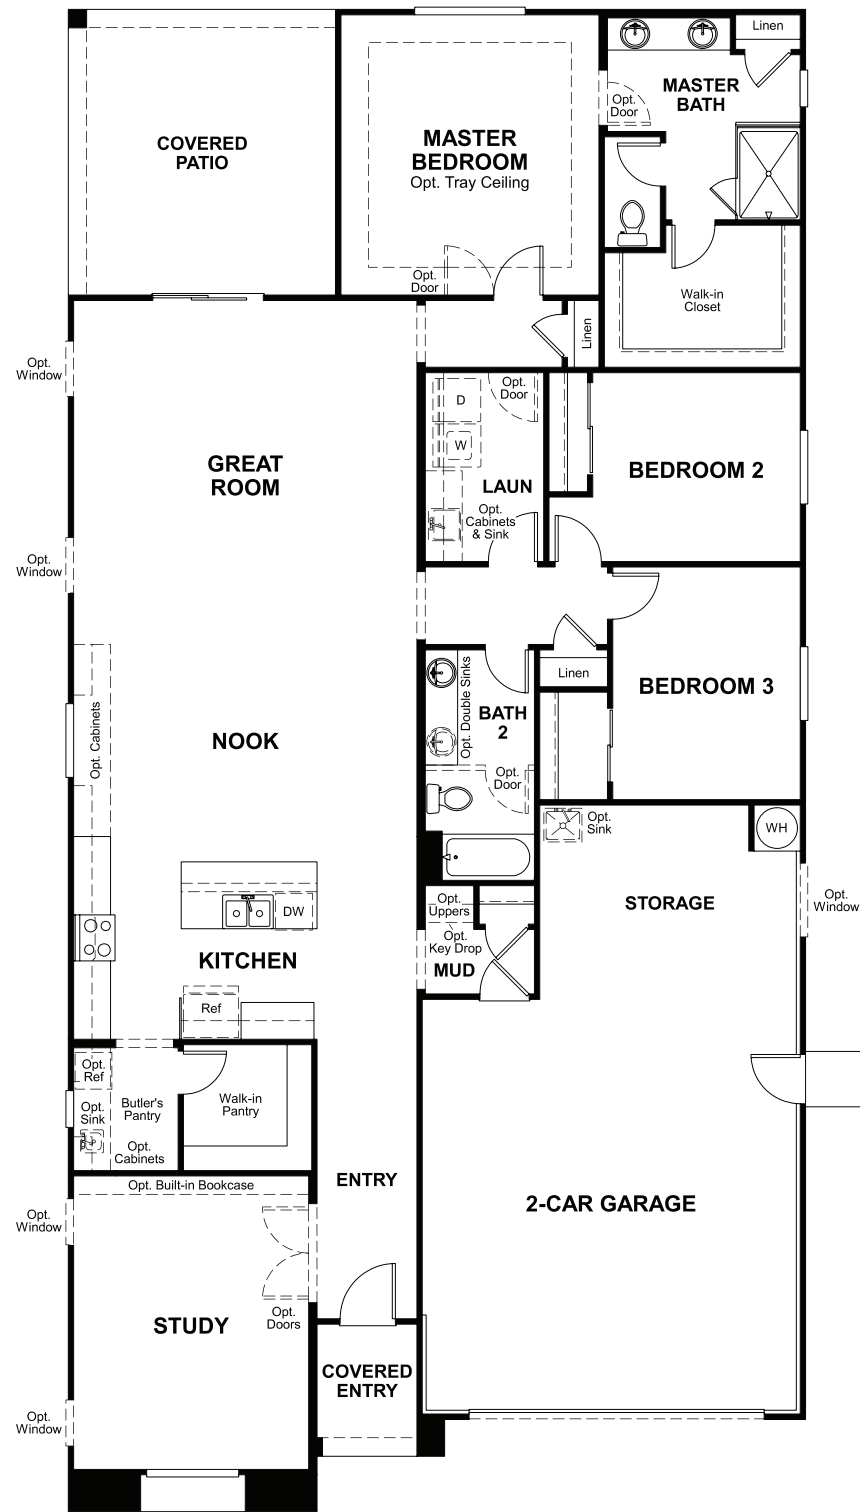 Linen
MASTER
BATH
Opt.
Door
COVERED
PATIO
MASTER
BEDROOM
Opt. Tray Ceiling
Opt.
Door
Walk-in
Closet
Linen
Opt.
Window
D
Opt.
Door
W
GREAT
ROOM
LAUN
BEDROOM 2
Opt.
Cabinets
& Sink
Opt.
Window
Linen
Opt. Double Sinks
BEDROOM 3
Opt. Cabinets
NOOK
BATH
2
Opt.
Door
Opt.
Sink
WH
Opt.
Window
Opt.
Uppers
STORAGE
DW
Opt.
Key Drop
KITCHEN
MUD
Ref
Opt.
Ref
Opt.
Sink
Butler's
Pantry
Walk-in
Pantry
Opt.
Cabinets
Opt. Built-in Bookcase
ENTRY
2-CAR GARAGE
Opt.
Window
Opt.
Doors
STUDY
COVERED
ENTRY
Opt.
Window